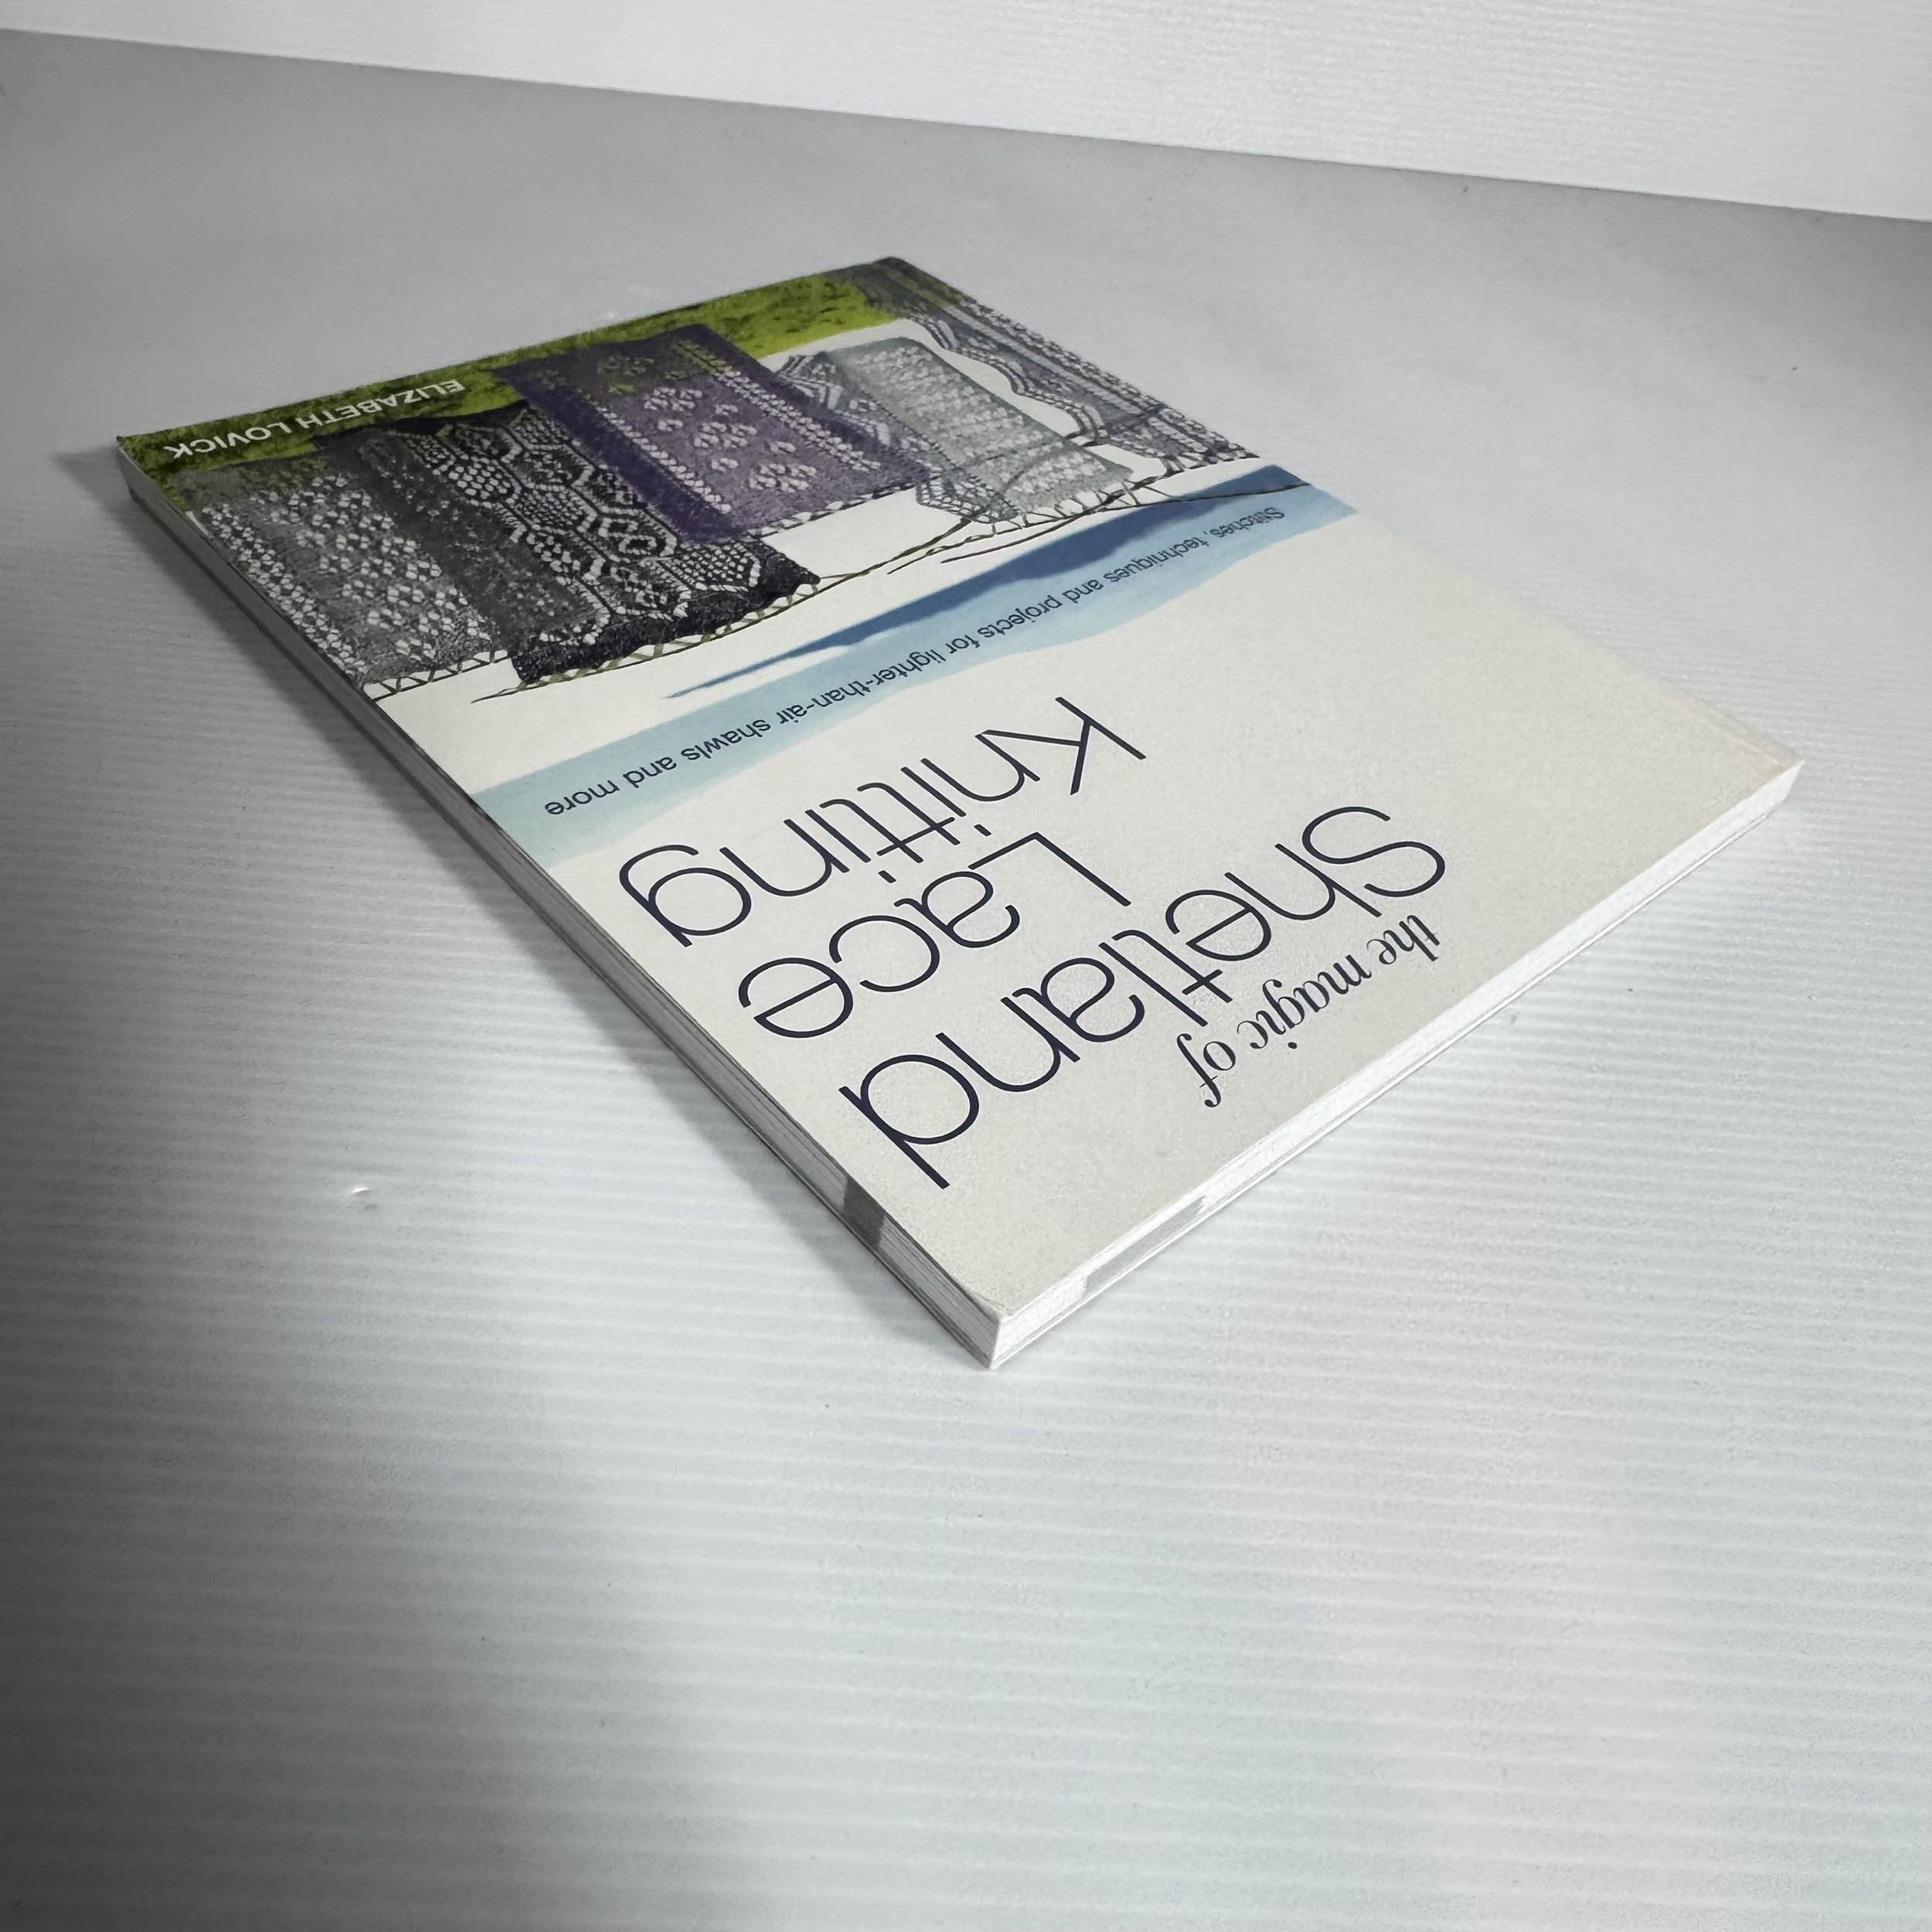 the magic of
Shetland
Lace
Knitting
Stitches, techniques and projects for lighter-than-air shawls and more
ELIZABETH LOVICK